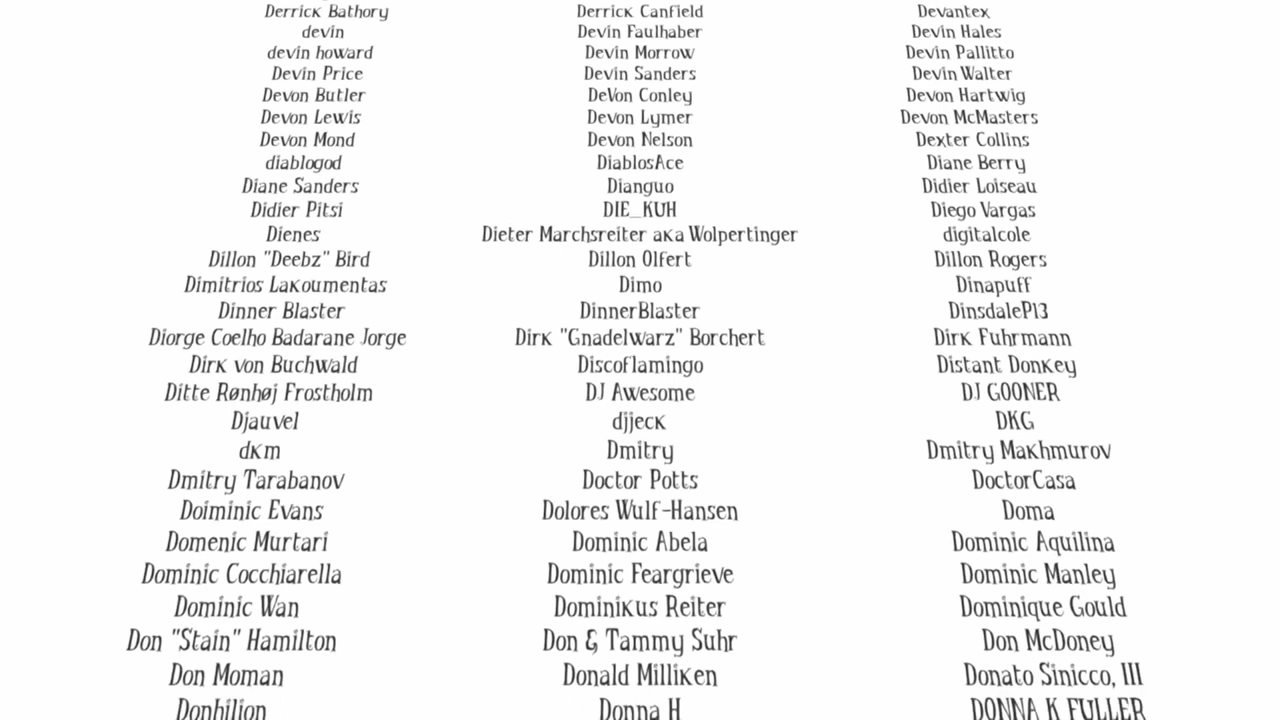 Derrick Bathory Derrick Canfield Devantex
devin Devin Faulhaber Devin Hales
devin howard Devin Morrow Devin Pallitto
Devin Price Devin Sanders Devin Walter
Devon Butler DeVon Conley Devon Hartwig
Devon Lewis Devon Lymer Devon McMasters
Devon Mond Devon Nelson Dexter Collins
diablogod DiablosAce Diane Berry
Diane Sanders Dianguo Didier Loiseau
Didier Pitsi DIE_KUH Diego Vargas
Dienes Dieter Marchsreiter aka Wolpertinger digitalcole
Dillon "Deebz" Bird Dillon Olfert Dillon Rogers
Dimitrios Lakoumentas Dimo Dinapuff
Dinner Blaster DinnerBlaster DinsdaleP13
Diorge Coelho Badarane Jorge Dirk "Gnadelwarz" Borchert Dirk Fuhrmann
Dirk von Buchwald Discoflamingo Distant Donkey
Ditte Rønhøj Frostholm DJ Awesome DJ GOONER
Djauvel djjeck DKG
dkm Dmitry Dmitry Makhmurov
Dmitry Tarabanov Doctor Potts DoctorCasa
Doiminic Evans Dolores Wulf-Hansen Doma
Domenic Murtari Dominic Abela Dominic Aquilina
Dominic Cocchiarella Dominic Feargrieve Dominic Manley
Dominic Wan Dominikus Reiter Dominique Gould
Don "Stain" Hamilton Don & Tammy Suhr Don McDoney
Don Moman Donald Milliken Donato Sinicco, III
Donhilion Donna H DONNA K FULLER